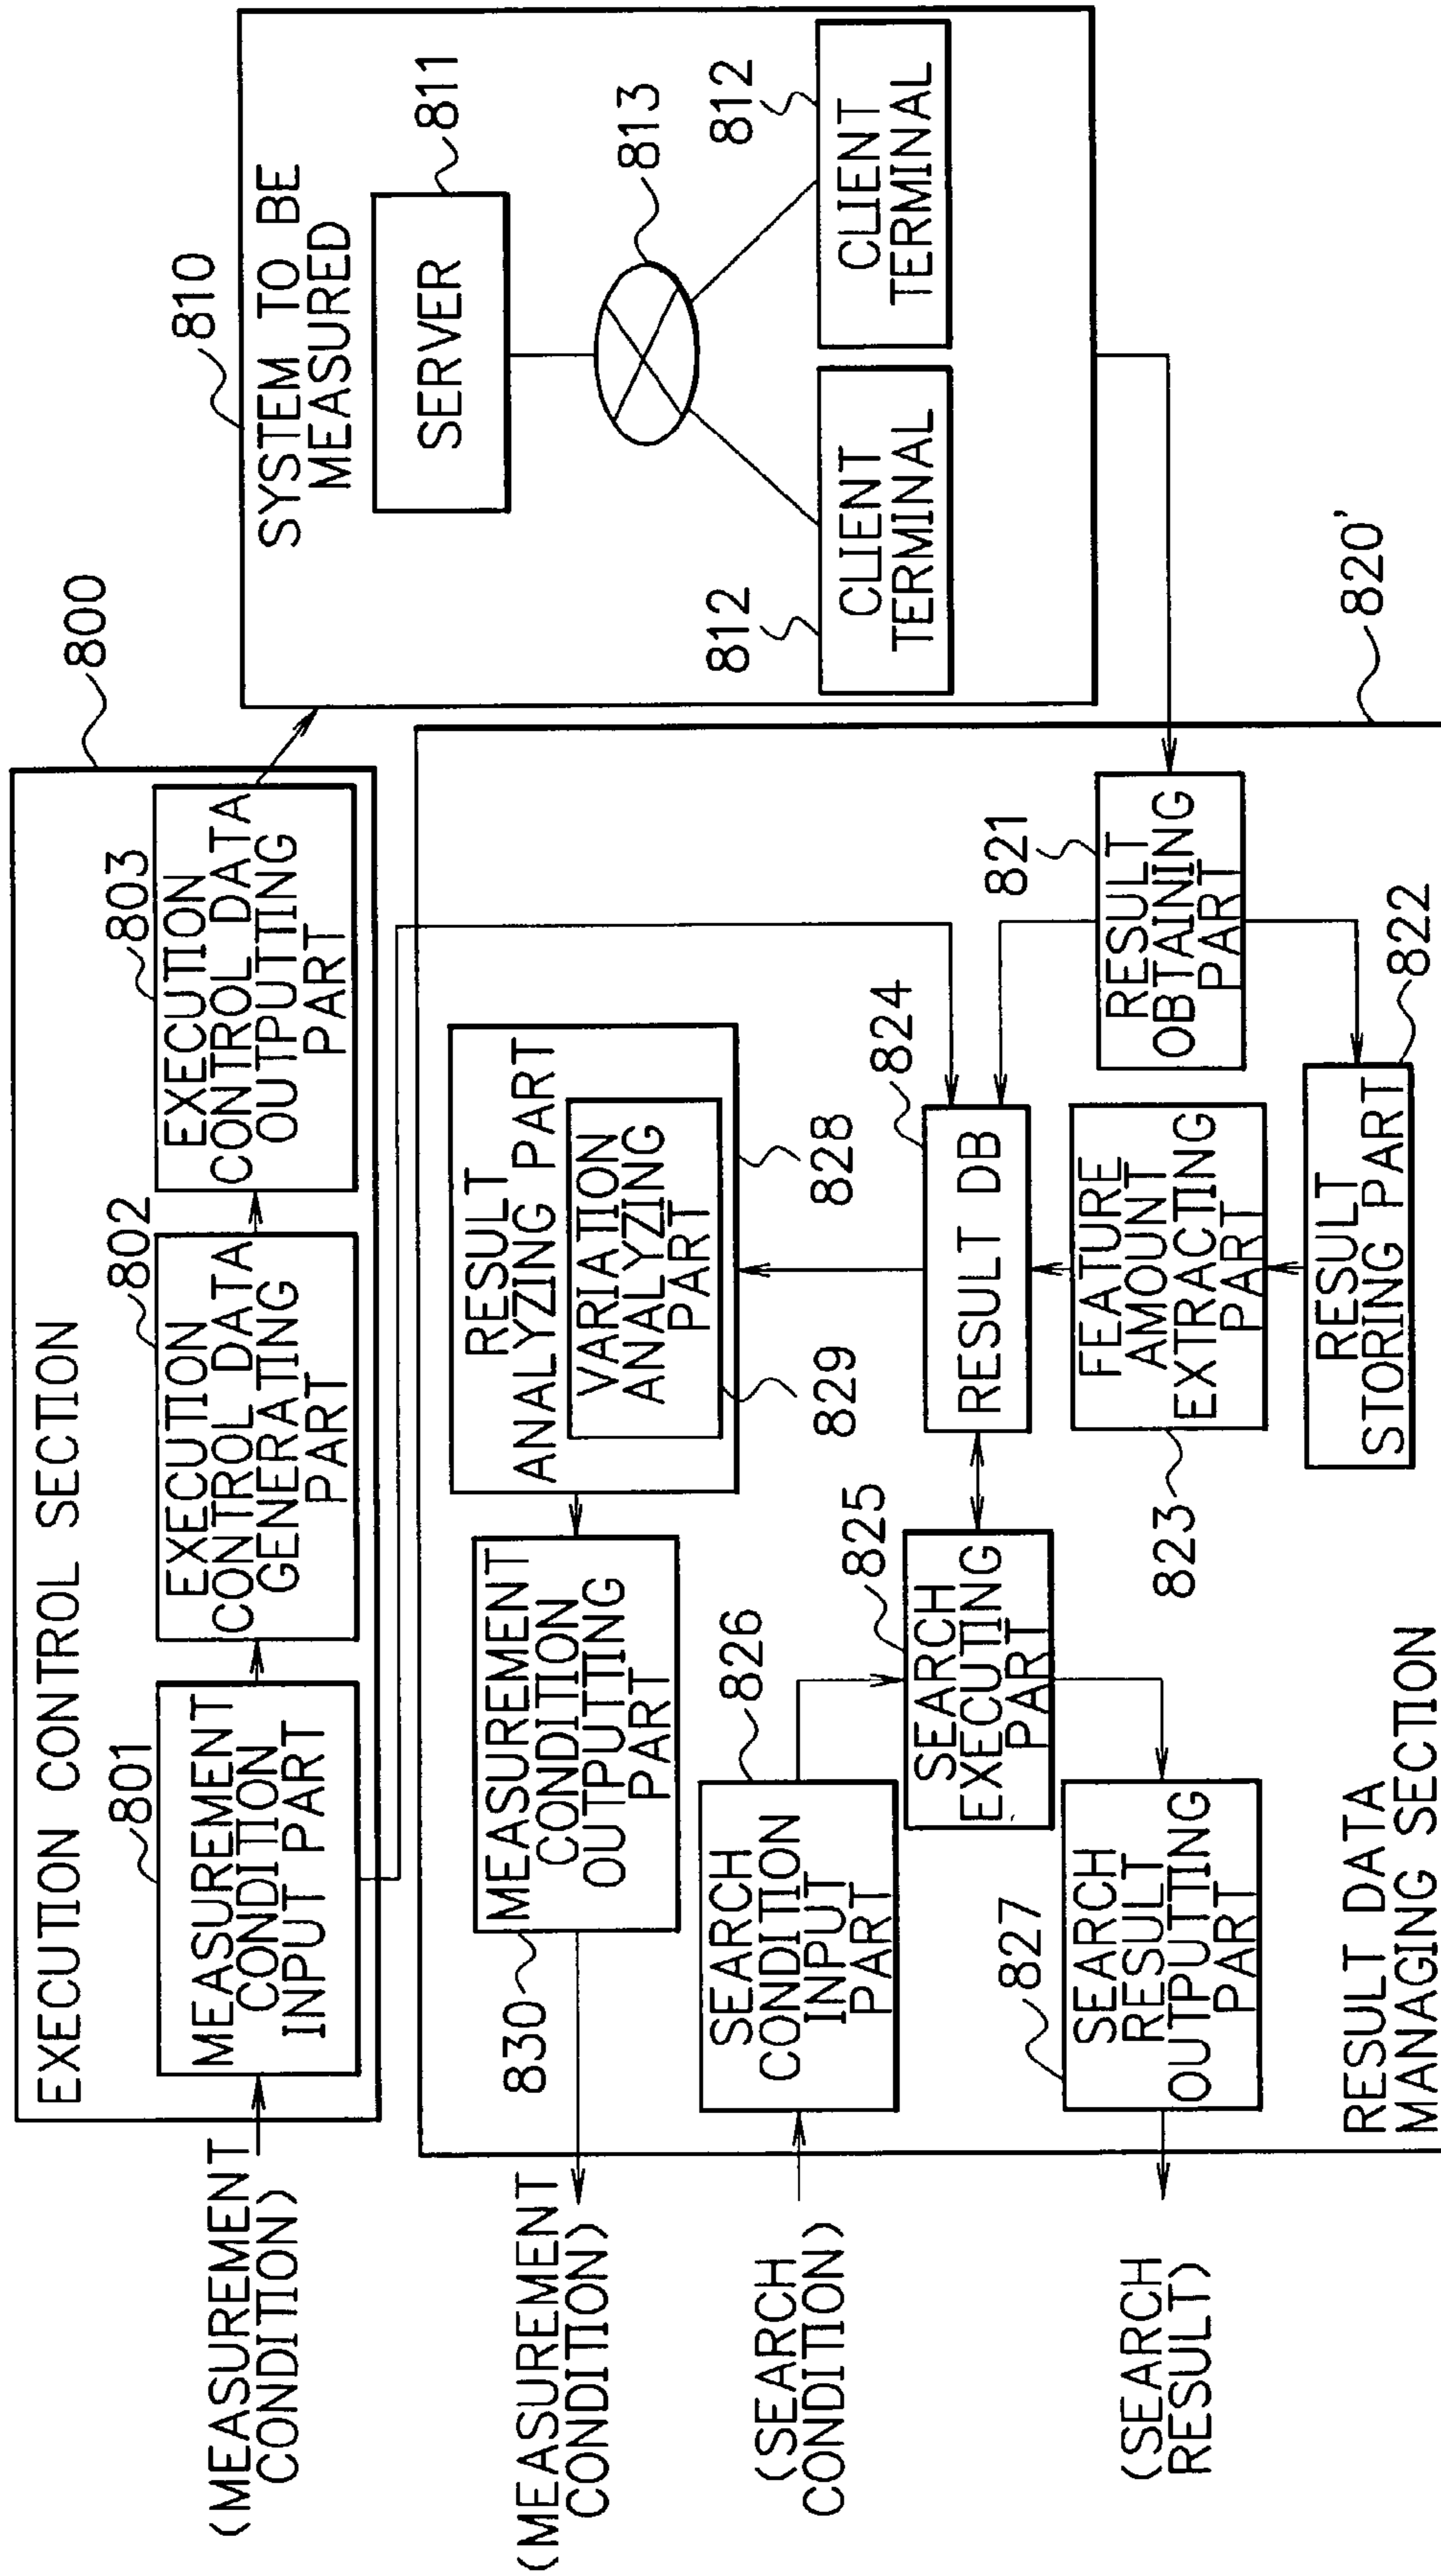 EXECUTION CONTROL SECTION
800
(MEASUREMENT
CONDITION)
801
MEASUREMENT
CONDITION
INPUT PART
802
EXECUTION
CONTROL DATA
GENERATING
PART
803
EXECUTION
CONTROL DATA
OUTPUTTING
PART
810
SYSTEM TO BE
MEASURED
SERVER
811
813
812
CLIENT
TERMINAL
812
CLIENT
TERMINAL
820'
(MEASUREMENT
CONDITION)
830
MEASUREMENT
CONDITION
OUTPUTTING
PART
RESULT
ANALYZING PART
VARIATION
ANALYZING
PART
829
828
(SEARCH
CONDITION)
826
SEARCH
CONDITION
INPUT
PART
825
SEARCH
EXECUTING
PART
824
RESULT DB
821
RESULT
OBTAINING
PART
(SEARCH
RESULT)
827
SEARCH
RESULT
OUTPUTTING
PART
823
FEATURE
AMOUNT
EXTRACTING
PART
822
RESULT
STORING PART
RESULT DATA
MANAGING SECTION